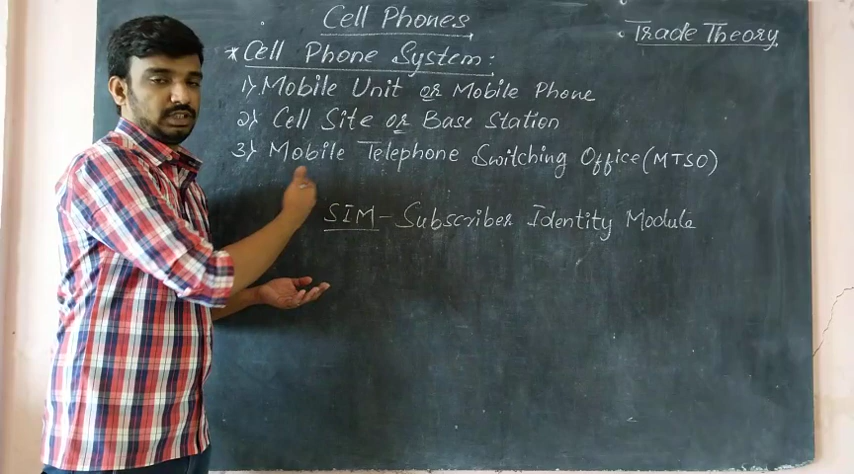 Cell Phones
Trade Theory
* Cell Phone System:
1) Mobile Unit or Mobile Phone
2) Cell Site or Base Station
3) Mobile Telephone Switching Office (MTSO)
SIM - Subscriber Identity Module